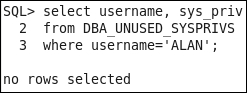 SQL> select username, sys_priv
2 from DBA_UNUSED_SYSPRIVS
3 where username='ALAN';
no rows selected